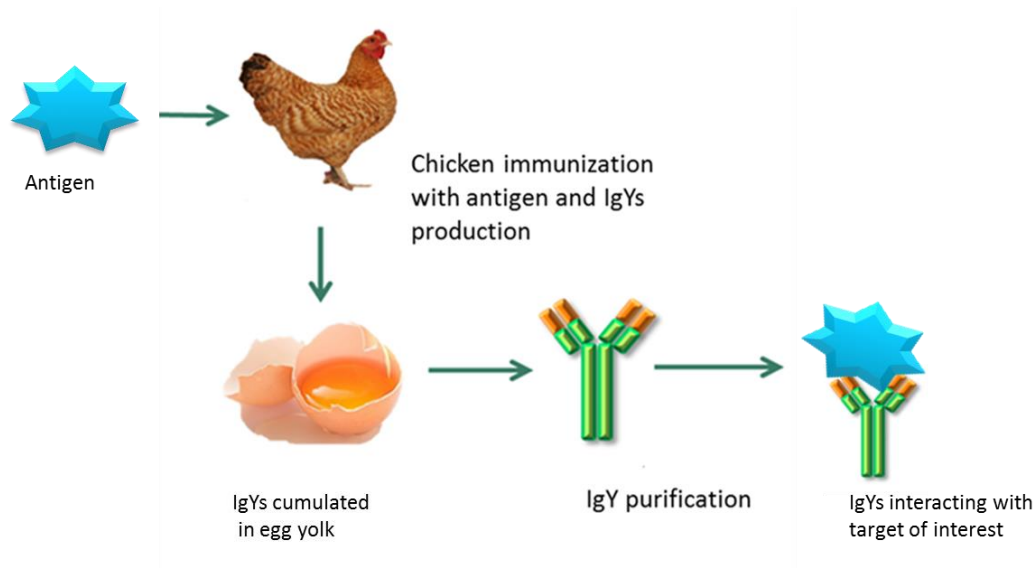 Antigen
Chicken immunization
with antigen and IgYs
production
IgYs cumulated
in egg yolk
IgY purification
IgYs interacting with
target of interest